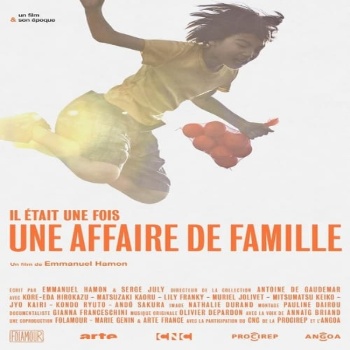 un film
& son époque
IL ÉTAIT UNE FOIS
UNE AFFAIRE DE FAMILLE
Un film de Emmanuel Hamon
ÉCRIT PAR EMMANUEL HAMON & SERGE JULY DIRECTEUR DE LA COLLECTION ANTOINE DE GAUDEMAR
AVEC KORE-EDA HIROKAZU - MATSUZAKI KAORU - LILY FRANKY - MURIEL JOLIVET - MITSUMATSU KEIKO -
JYO KAIRI - KONDO RYUTO - ANDO SAKURA IMAGE NATHALIE DURAND MONTAGE PAULINE DAIROU
DOCUMENTALISTE GIANNA FRANCESCHINI MUSIQUE ORIGINALE OLIVIER DEPARDON AVEC LA VOIX DE ANNAÏG BRIAND
AVEC COPRODUCTION FOLAMOUR - MARIE GENIN & ARTE FRANCE AVEC LA PARTICIPATION DU CNC DE LA PROCIREP ET L'ANGOA
FOLAMOUR
arte
CNC
PROCIREP
ANGOA